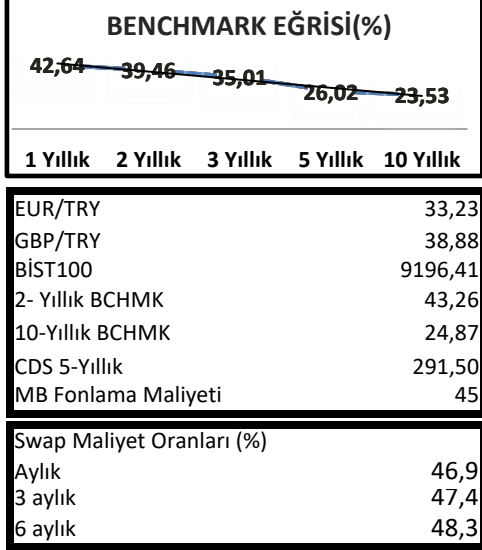 BENCHMARK EĞRİSİ(%)
42,64 39,46 35,01 26,02 23,53
1 Yıllık 2 Yıllık 3 Yıllık 5 Yıllık 10 Yıllık
EUR/TRY 33,23
GBP/TRY 38,88
BİST100 9196,41
2- Yıllık BCHMK 43,26
10-Yıllık BCHMK 24,87
CDS 5-Yıllık 291,50
MB Fonlama Maliyeti 45
Swap Maliyet Oranları (%)
Aylık 46,9
3 aylık 47,4
6 aylık 48,3